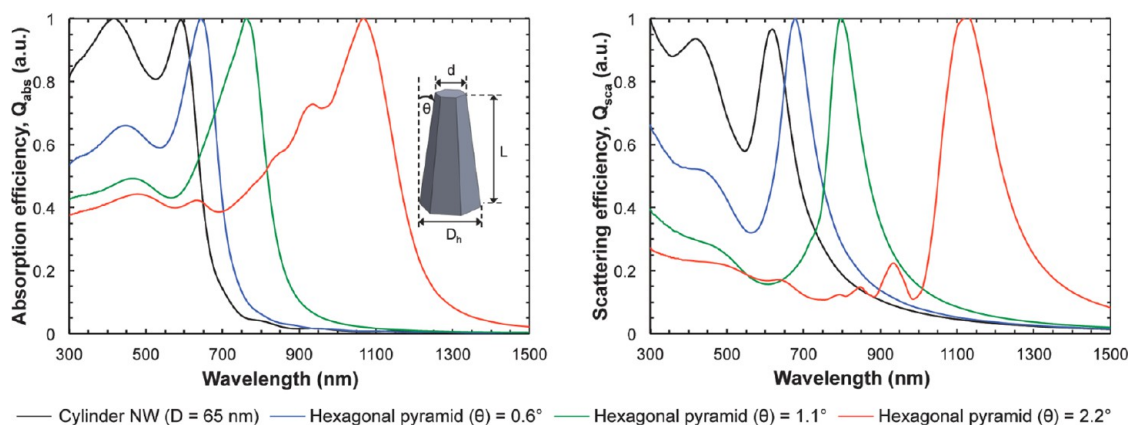 Absorption efficiency, Q_abs (a.u.)
1
0.8
0.6
0.4
0.2
0
300 500 700 900 1100 1300 1500
Wavelength (nm)
d
θ
L
D_h
Scattering efficiency, Q_sca (a.u.)
1
0.8
0.6
0.4
0.2
0
300 500 700 900 1100 1300 1500
Wavelength (nm)
Cylinder NW (D = 65 nm) Hexagonal pyramid (θ) = 0.6° Hexagonal pyramid (θ) = 1.1° Hexagonal pyramid (θ) = 2.2°